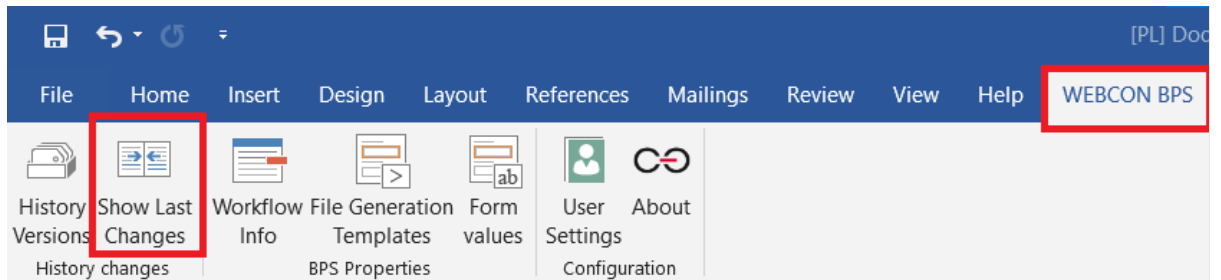 [PL] Doc
File Home Insert Design Layout References Mailings Review View Help WEBCON BPS
ab
History Show Last Workflow File Generation Form User About
Versions Changes Info Templates values Settings
History changes BPS Properties Configuration